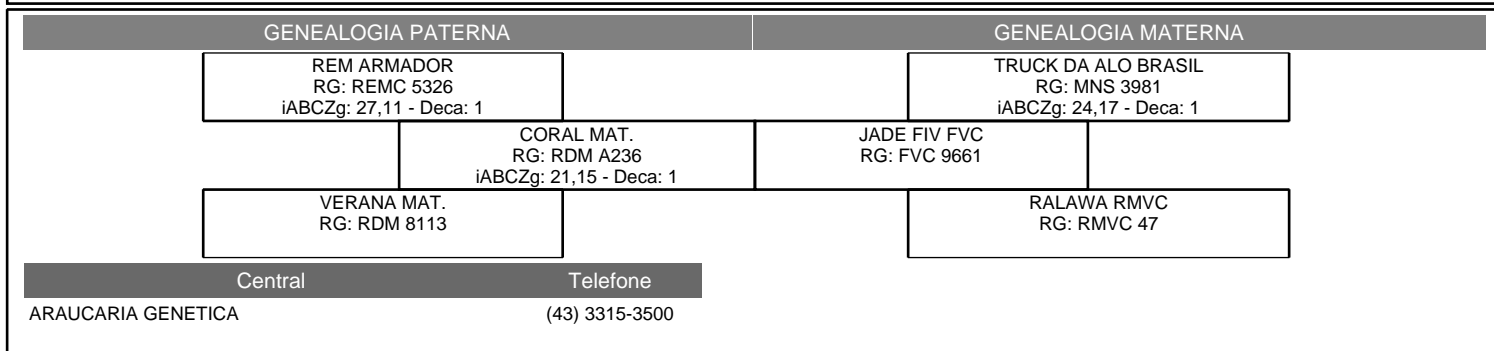 GENEALOGIA PATERNA
GENEALOGIA MATERNA
REM ARMADOR
RG: REMC 5326
iABCZg: 27,11 - Deca: 1
TRUCK DA ALO BRASIL
RG: MNS 3981
iABCZg: 24,17 - Deca: 1
CORAL MAT.
RG: RDM A236
iABCZg: 21,15 - Deca: 1
JADE FIV FVC
RG: FVC 9661
VERANA MAT.
RG: RDM 8113
RALAWA RMVC
RG: RMVC 47
Central Telefone
ARAUCARIA GENETICA (43) 3315-3500